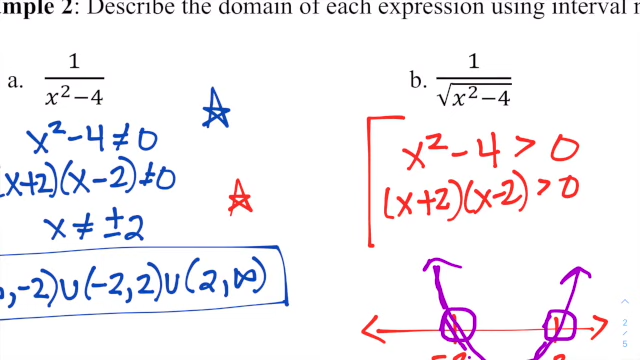 2: Describe the domain of each expression using interval
a. 1/(x²−4)
x²-4≠0
(x+2)(x-2)≠0
x≠±2
,-2)∪(-2,2)∪(2,∞)
b. 1/√(x²−4)
x²-4>0
(x+2)(x-2)>0
2
/
5